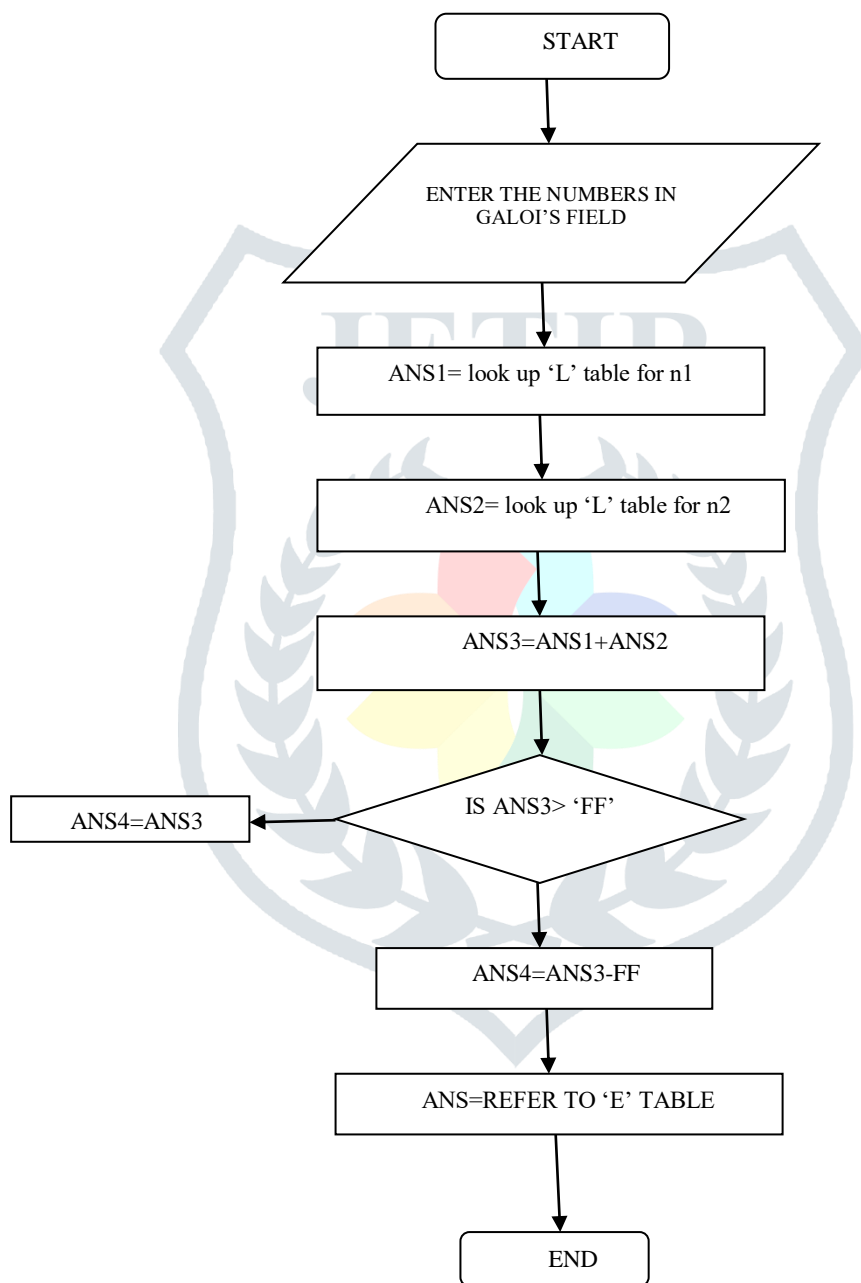 START
ENTER THE NUMBERS IN
GALOI’S FIELD
JETIR
ANS1= look up ‘L’ table for n1
ANS2= look up ‘L’ table for n2
ANS3=ANS1+ANS2
IS ANS3> ‘FF’
ANS4=ANS3
ANS4=ANS3-FF
ANS=REFER TO ‘E’ TABLE
END